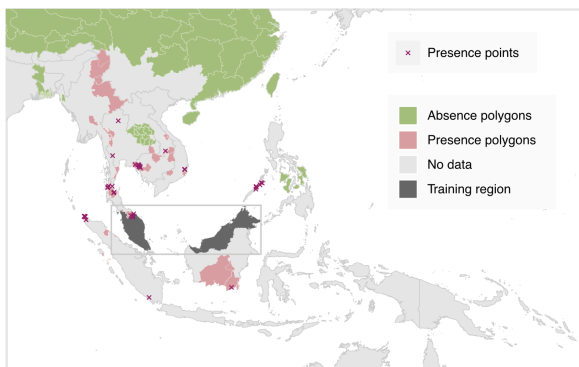 Presence points
Absence polygons
Presence polygons
No data
Training region